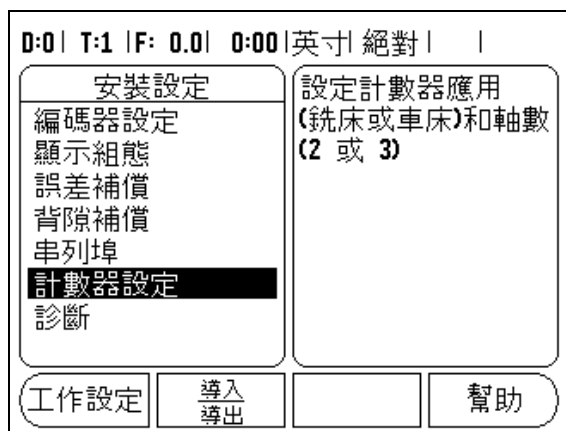 D:0 | T:1 | F: 0.0 | 0:00 | 英寸 | 絕對 | |
安裝設定
編碼器設定
顯示組態
誤差補償
背隙補償
串列埠
計數器設定
診斷
設定計數器應用
(銑床或車床)和軸數
(2 或 3)
工作設定
導入
導出
幫助